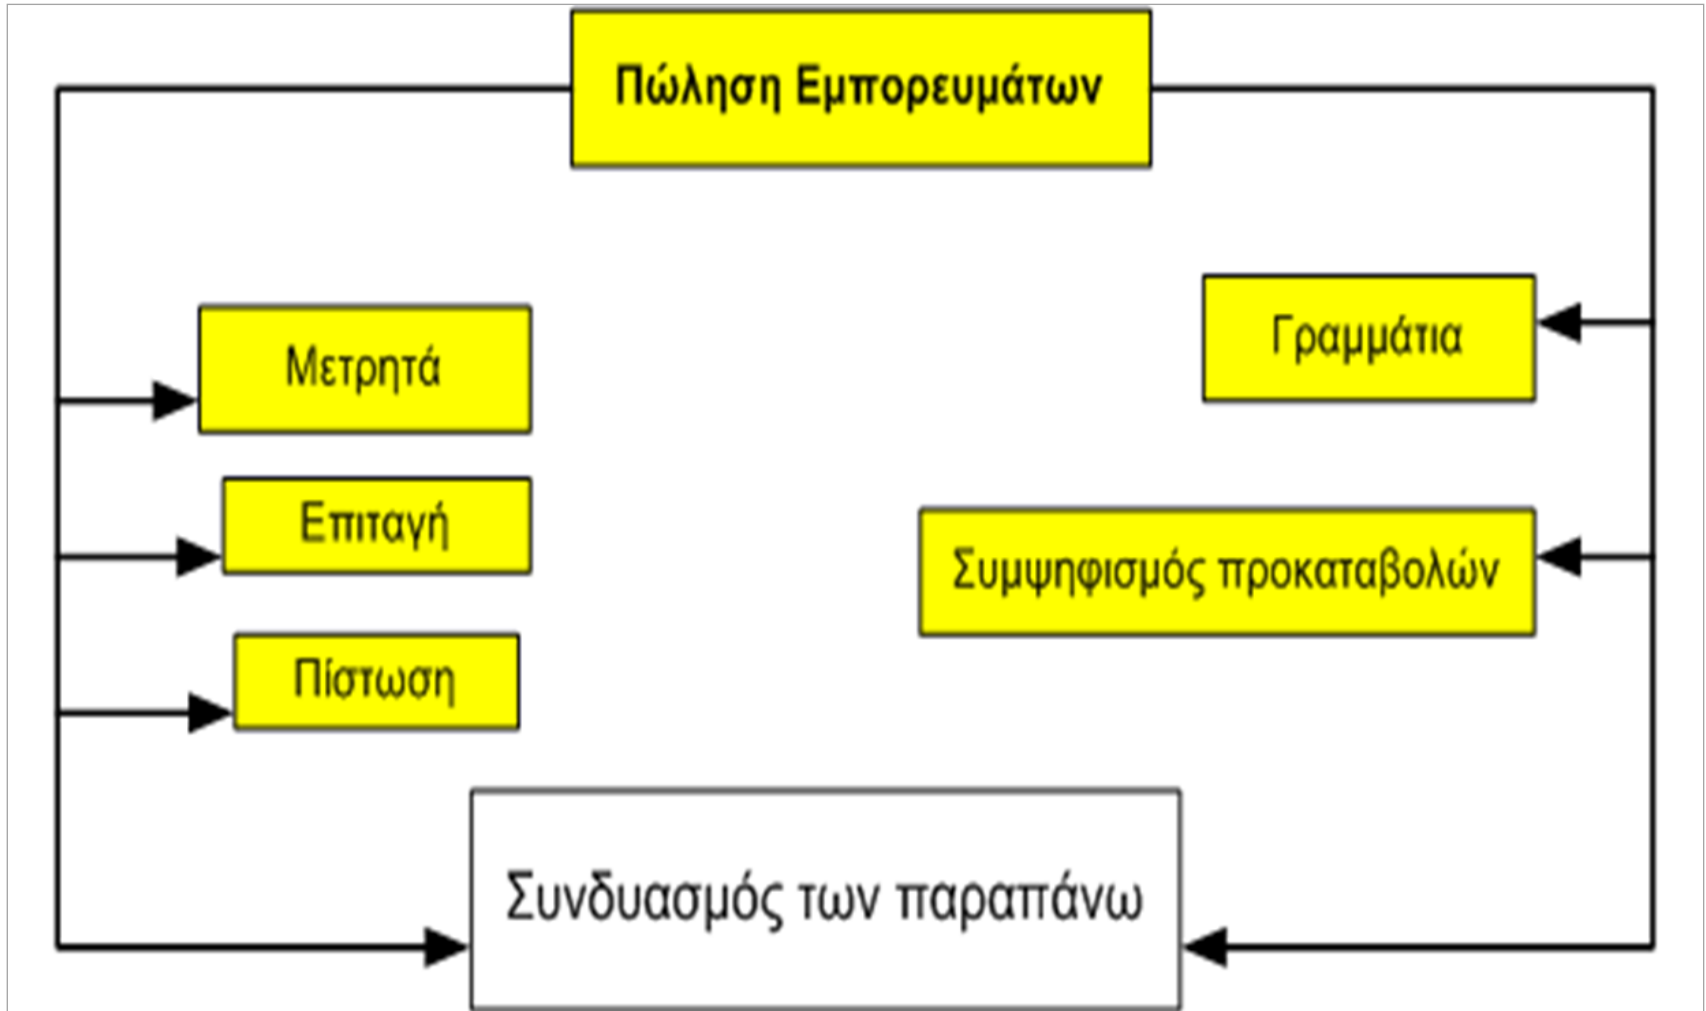 Πώληση Εμπορευμάτων
Μετρητά
Επιταγή
Πίστωση
Γραμμάτια
Συμψηφισμός προκαταβολών
Συνδυασμός των παραπάνω